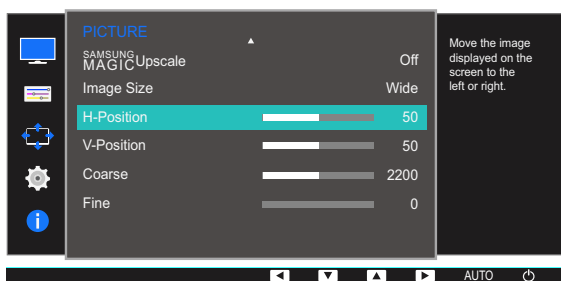 PICTURE
SAMSUNG
MAGIC Upscale Off
Image Size Wide
H-Position 50
V-Position 50
Coarse 2200
Fine 0
Move the image
displayed on the
screen to the
left or right.
AUTO